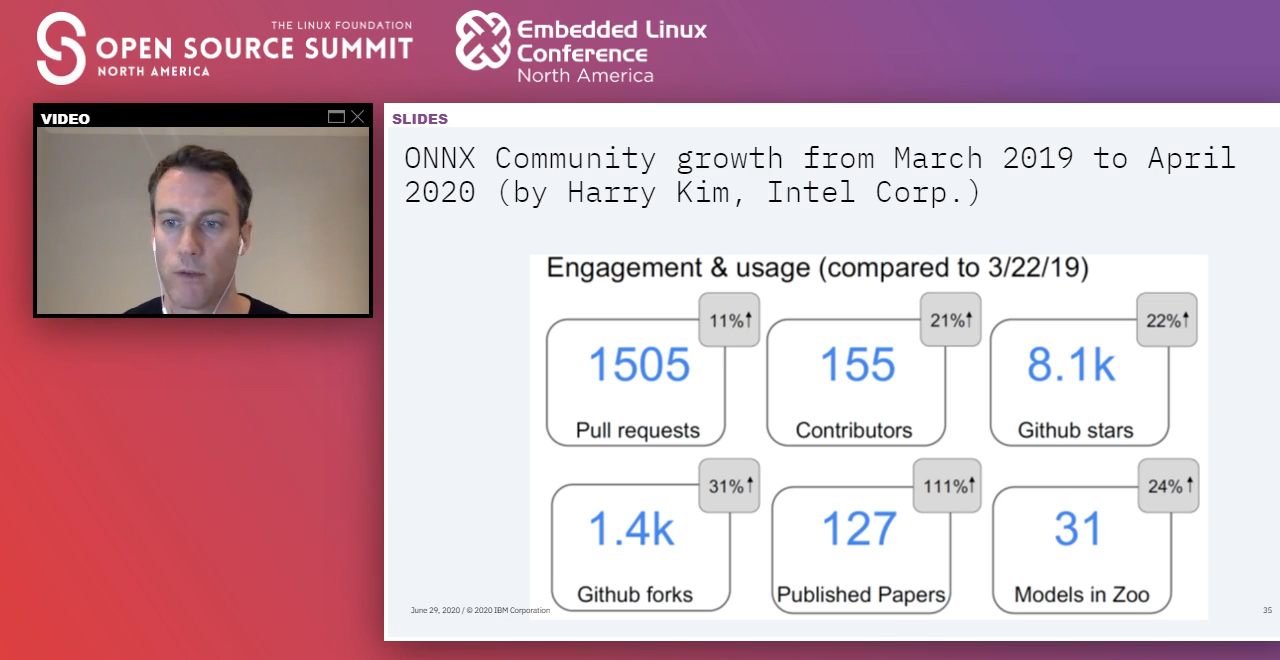 THE LINUX FOUNDATION
OPEN SOURCE SUMMIT
NORTH AMERICA
Embedded Linux
Conference
North America
VIDEO
SLIDES
ONNX Community growth from March 2019 to April
2020 (by Harry Kim, Intel Corp.)
Engagement & usage (compared to 3/22/19)
11%↑
1505
Pull requests
21%↑
155
Contributors
22%↑
8.1k
Github stars
31%↑
1.4k
Github forks
111%↑
127
Published Papers
24%↑
31
Models in Zoo
June 29, 2020 / © 2020 IBM Corporation
35